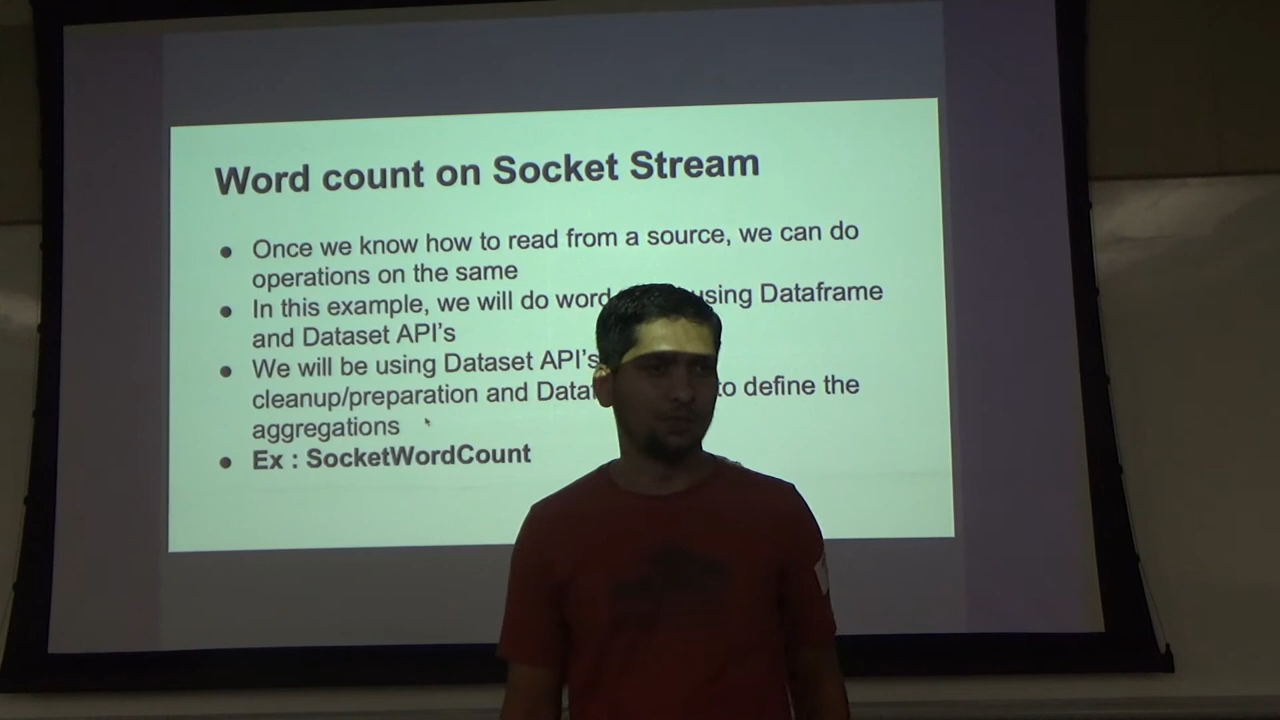 Word count on Socket Stream
● Once we know how to read from a source, we can do
operations on the same
● In this example, we will do word using Dataframe
and Dataset API's
● We will be using Dataset API's
cleanup/preparation and to define the
aggregations
● Ex : SocketWordCount